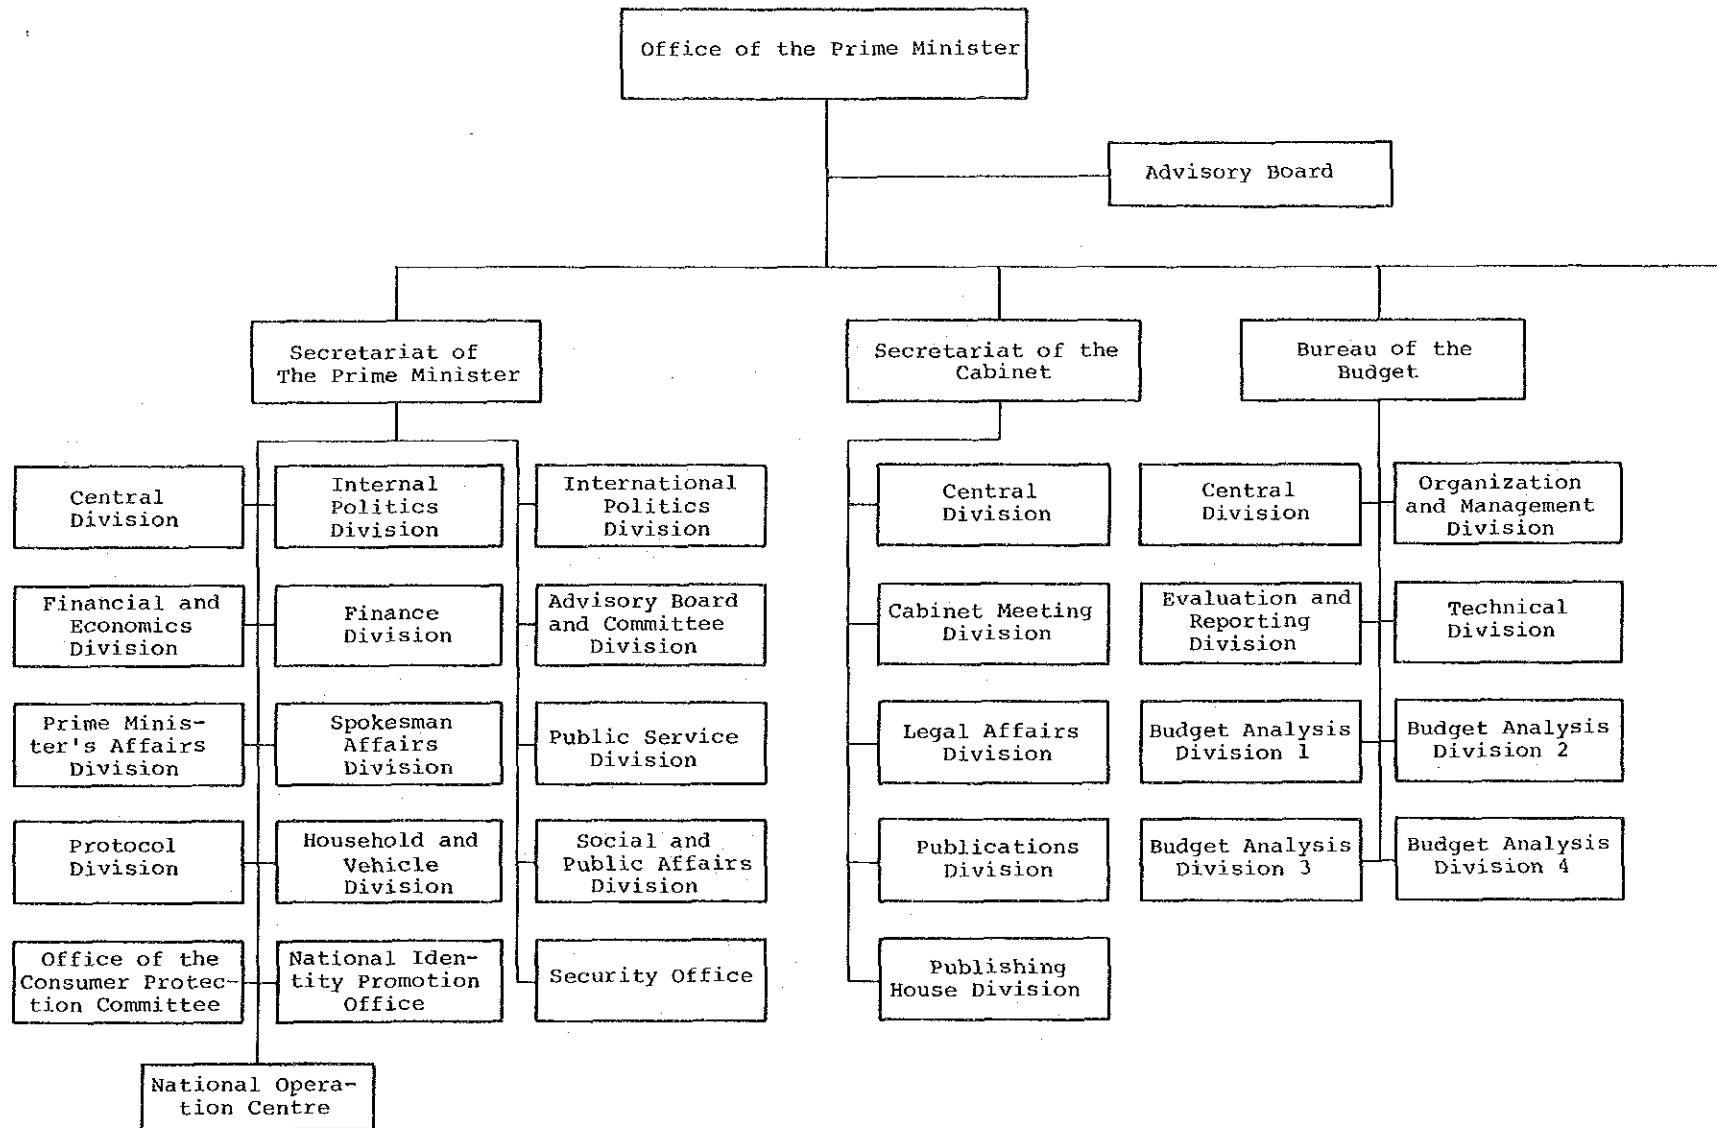 Office of the Prime Minister
Advisory Board
Secretariat of
The Prime Minister
Secretariat of the
Cabinet
Bureau of the
Budget
Central
Division
Internal
Politics
Division
International
Politics
Division
Central
Division
Central
Division
Organization
and Management
Division
Financial and
Economics
Division
Finance
Division
Advisory Board
and Committee
Division
Cabinet Meeting
Division
Evaluation and
Reporting
Division
Technical
Division
Prime Minis-
ter's Affairs
Division
Spokesman
Affairs
Division
Public Service
Division
Legal Affairs
Division
Budget Analysis
Division 1
Budget Analysis
Division 2
Protocol
Division
Household and
Vehicle
Division
Social and
Public Affairs
Division
Publications
Division
Budget Analysis
Division 3
Budget Analysis
Division 4
Office of the
Consumer Protec-
tion Committee
National Iden-
tity Promotion
Office
Security Office
Publishing
House Division
National Opera-
tion Centre